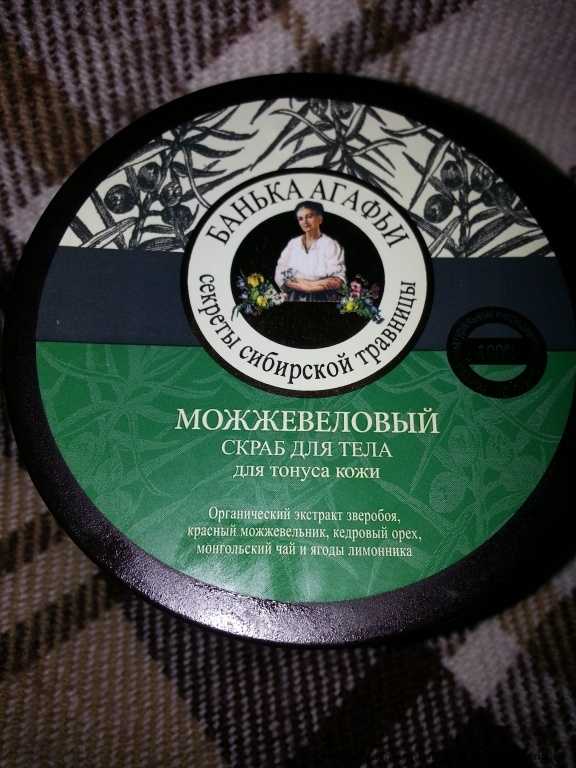 БАНЬКА АГАФЬИ
секреты сибирской травницы
100%
МОЖЖЕВЕЛОВЫЙ
СКРАБ ДЛЯ ТЕЛА
для тонуса кожи
Органический экстракт зверобоя,
красный можжевельник, кедровый орех,
монгольский чай и ягоды лимонника